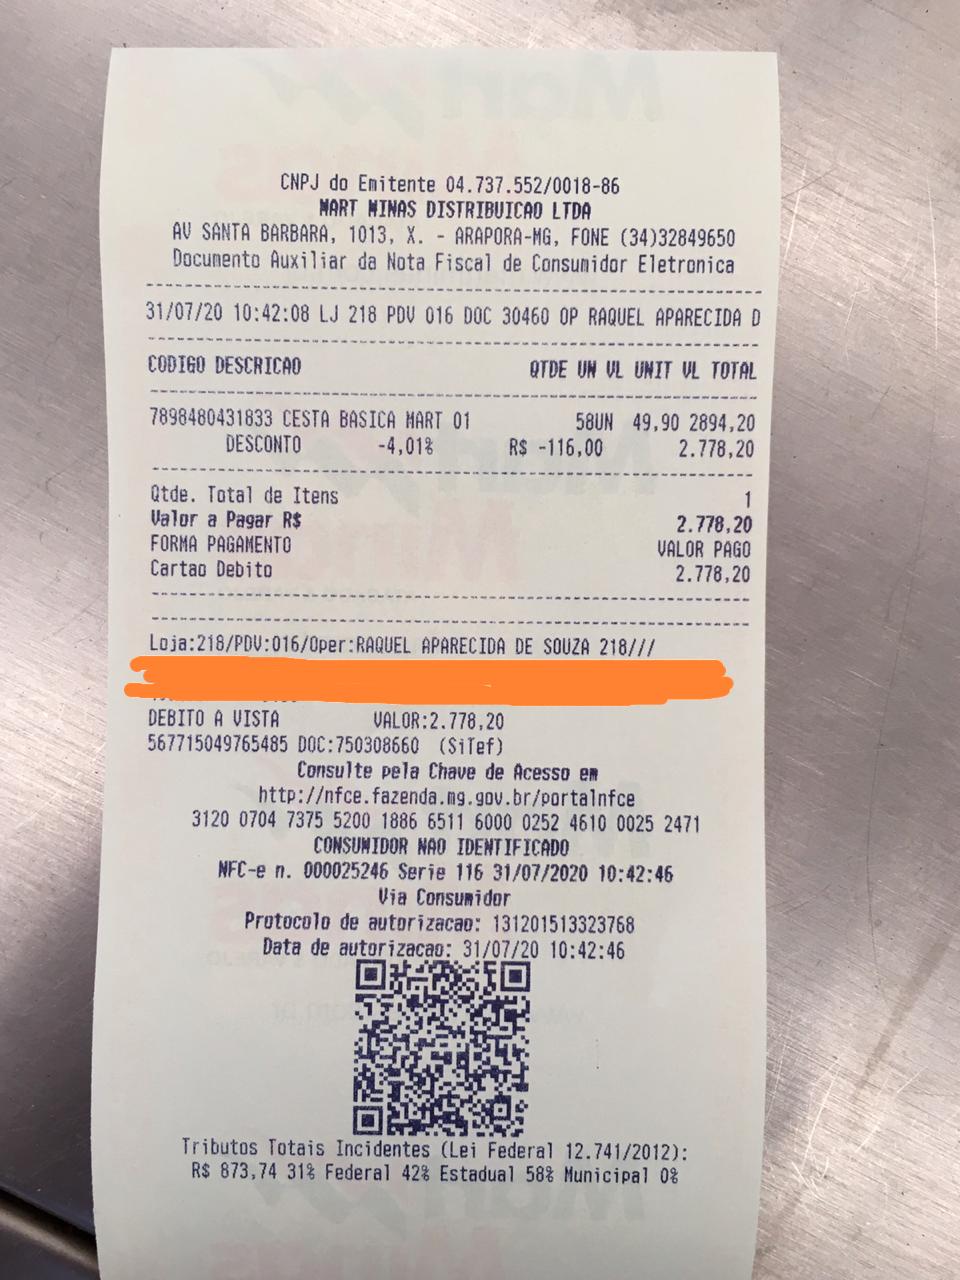 CNPJ do Emitente 04.737.552/0018-86
MART MINAS DISTRIBUICAO LTDA
AV SANTA BARBARA, 1013, X. - ARAPORA-MG, FONE (34)32849650
Documento Auxiliar da Nota Fiscal de Consumidor Eletronica
31/07/20 10:42:08 LJ 218 PDV 016 DOC 30460 OP RAQUEL APARECIDA D
CODIGO DESCRICAO QTDE UN VL UNIT VL TOTAL
7898480431833 CESTA BASICA MART 01 58UN 49,90 2894,20
DESCONTO -4,01% R$ -116,00 2.778,20
Qtde. Total de Itens 1
Valor a Pagar R$ 2.778,20
FORMA PAGAMENTO VALOR PAGO
Cartao Debito 2.778,20
Loja:218/PDV:016/Oper:RAQUEL APARECIDA DE SOUZA 218///
DEBITO A VISTA VALOR:2.778,20
567715049765485 DOC:750308660 (SiTef)
Consulte pela Chave de Acesso em
http://nfce.fazenda.mg.gov.br/portalnfce
3120 0704 7375 5200 1886 6511 6000 0252 4610 0025 2471
CONSUMIDOR NAO IDENTIFICADO
NFC-e n. 000025246 Serie 116 31/07/2020 10:42:46
Via Consumidor
Protocolo de autorizacao: 131201513323768
Data de autorizacao: 31/07/20 10:42:46
Tributos Totais Incidentes (Lei Federal 12.741/2012):
R$ 873,74 31% Federal 42% Estadual 58% Municipal 0%